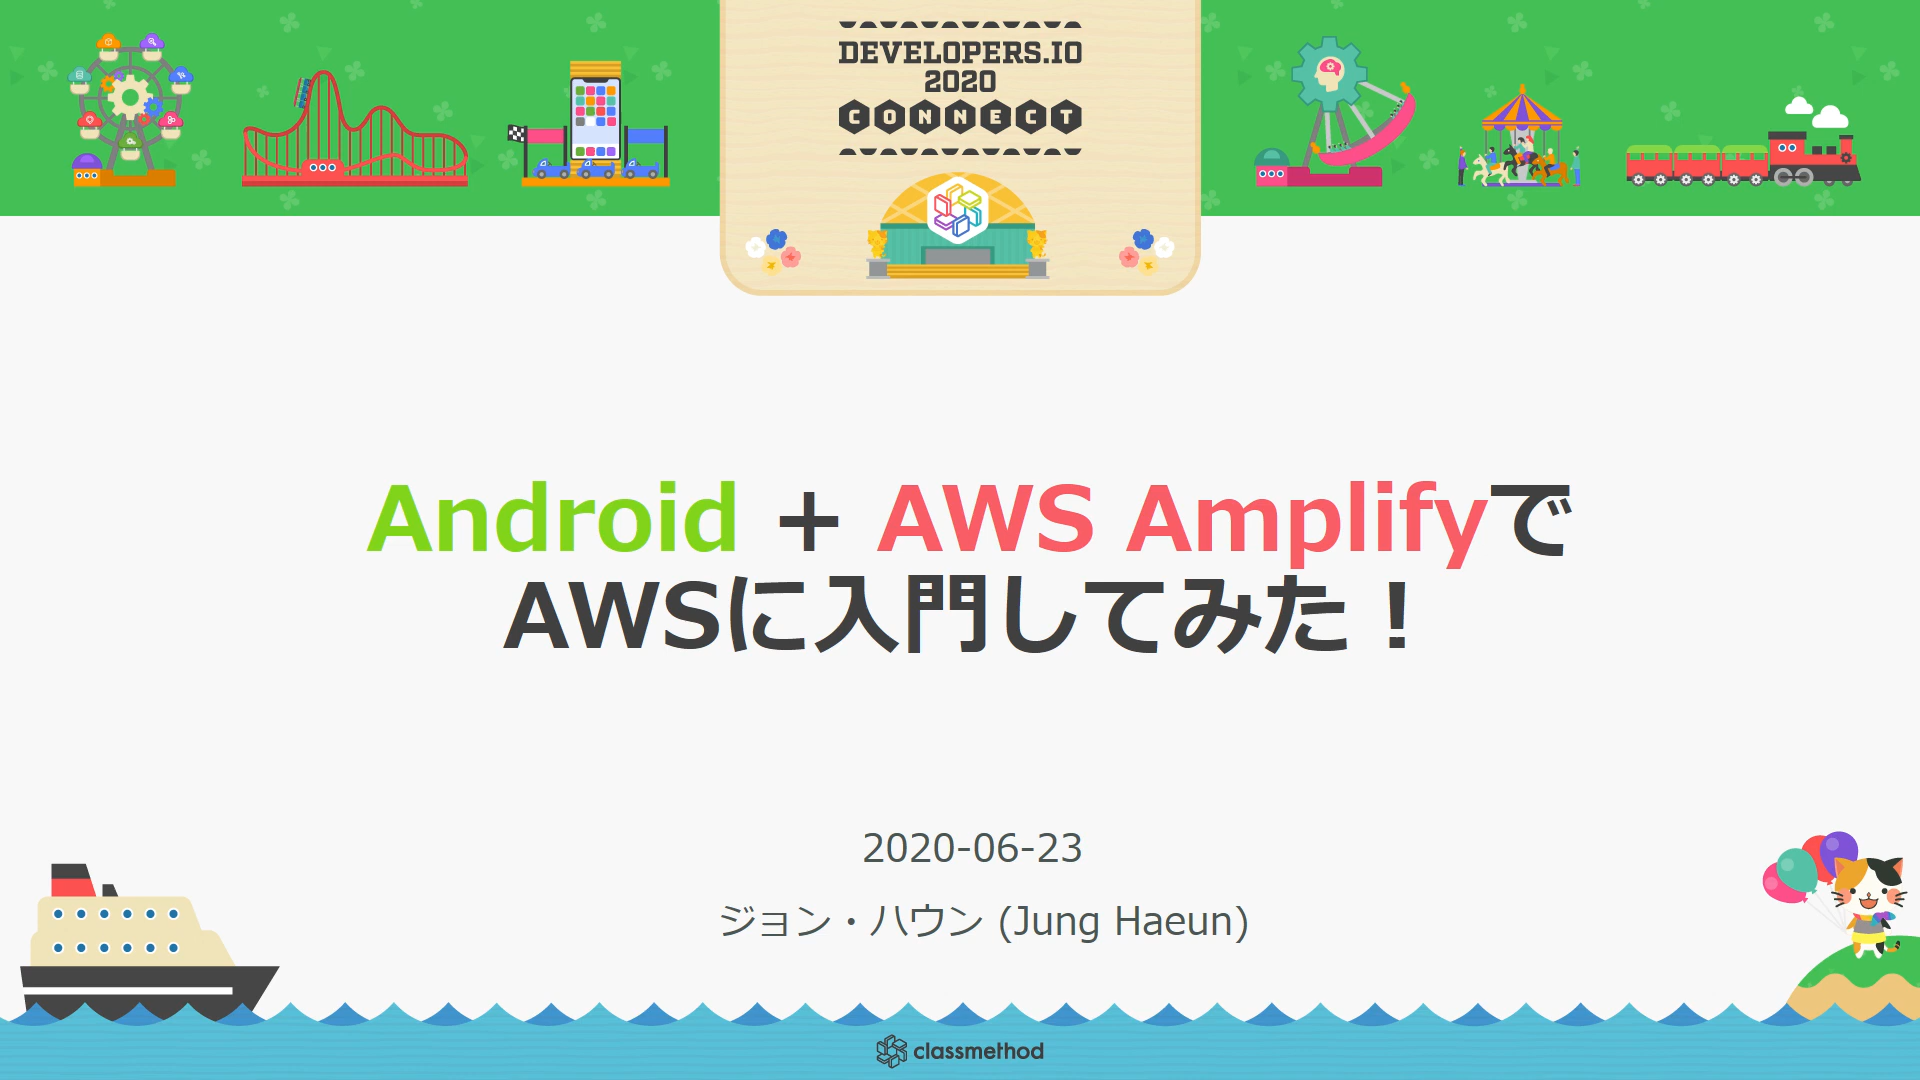 DEVELOPERS.IO
2020
CONNECT
Android + AWS Amplifyで
AWSに入門してみた！
2020-06-23
ジョン・ハウン (Jung Haeun)
classmethod